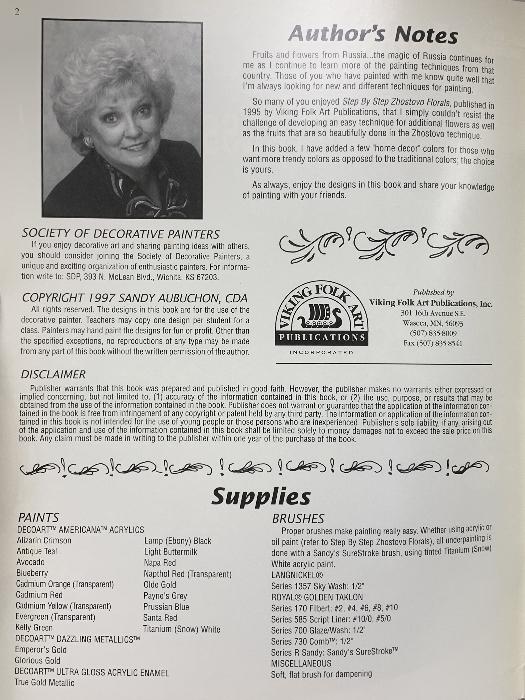 2
Author's Notes
Fruits and flowers from Russia...the magic of Russia continues for
me as I continue to learn more of the painting techniques from that
country. Those of you who have painted with me know quite well that
I'm always looking for new and different techniques for painting.
So many of you enjoyed Step By Step Zhostovo Florals, published in
1995 by Viking Folk Art Publications, that I simply couldn't resist the
challenge of developing an easy technique for additional flowers as well
as the fruits that are so beautifully done in the Zhostovo technique.
In this book, I have added a few "home decor" colors for those who
want more trendy colors as opposed to the traditional colors; the choice
is yours.
As always, enjoy the designs in this book and share your knowledge
of painting with your friends.
SOCIETY OF DECORATIVE PAINTERS
If you enjoy decorative art and sharing painting ideas with others,
you should consider joining the Society of Decorative Painters, a
unique and exciting organization of enthusiastic painters. For informa-
tion write to: SDP, 393 N. McLean Blvd., Wichita, KS 67203.
COPYRIGHT 1997 SANDY AUBUCHON, CDA
All rights reserved. The designs in this book are for the use of the
decorative painter. Teachers may copy one design per student for a
class. Painters may hand paint the designs for fun or profit. Other than
the specified exceptions, no reproductions of any type may be made
from any part of this book without the written permission of the author.
VIKING FOLK ART
PUBLICATIONS
INCORPORATED
Published by
Viking Folk Art Publications, Inc.
301 16th Avenue S.E.
Waseca, MN. 56093
(507) 835-8009
Fax (507) 835-8541
DISCLAIMER
Publisher warrants that this book was prepared and published in good faith. However, the publisher makes no warrants either expressed or
implied concerning, but not limited to, (1) accuracy of the information contained in this book, or (2) the use, purpose, or results that may be
obtained from the use of the information contained in the book. Publisher does not warrant or guarantee that the application of the information con-
tained in the book is free from infringement of any copyright or patent held by any third party. The information or application of the information con-
tained in this book is not intended for the use of young people or those persons who are inexperienced. Publisher's sole liability if any, arising out
of the application and use of the information contained in this book shall be limited solely to money damages not to exceed the sale price on this
book. Any claim must be made in writing to the publisher within one year of the purchase of the book.
Supplies
PAINTS
DECOART™ AMERICANA™ ACRYLICS
Alizarin Crimson
Antique Teal
Avocado
Blueberry
Cadmium Orange (Transparent)
Cadmium Red
Cadmium Yellow (Transparent)
Evergreen (Transparent)
Kelly Green
Lamp (Ebony) Black
Light Buttermilk
Napa Red
Napthol Red (Transparent)
Olde Gold
Payne's Grey
Prussian Blue
Santa Red
Titanium (Snow) White
DECOART™ DAZZLING METALLICS™
Emperor's Gold
Glorious Gold
DECOART™ ULTRA GLOSS ACRYLIC ENAMEL
True Gold Metallic
BRUSHES
Proper brushes make painting really easy. Whether using acrylic or
oil paint (refer to Step By Step Zhostovo Florals), all underpainting is
done with a Sandy's SureStroke brush, using tinted Titanium (Snow)
White acrylic paint.
LANGNICKEL®
Series 1357 Sky Wash: 1/2"
ROYAL® GOLDEN TAKLON
Series 170 Filbert: #2, #4, #6, #8, #10
Series 585 Script Liner: #10/0, #5/0
Series 700 Glaze/Wash: 1/2"
Series 730 Comb™: 1/2"
Series R Sandy: Sandy's SureStroke™
MISCELLANEOUS
Soft, flat brush for dampening